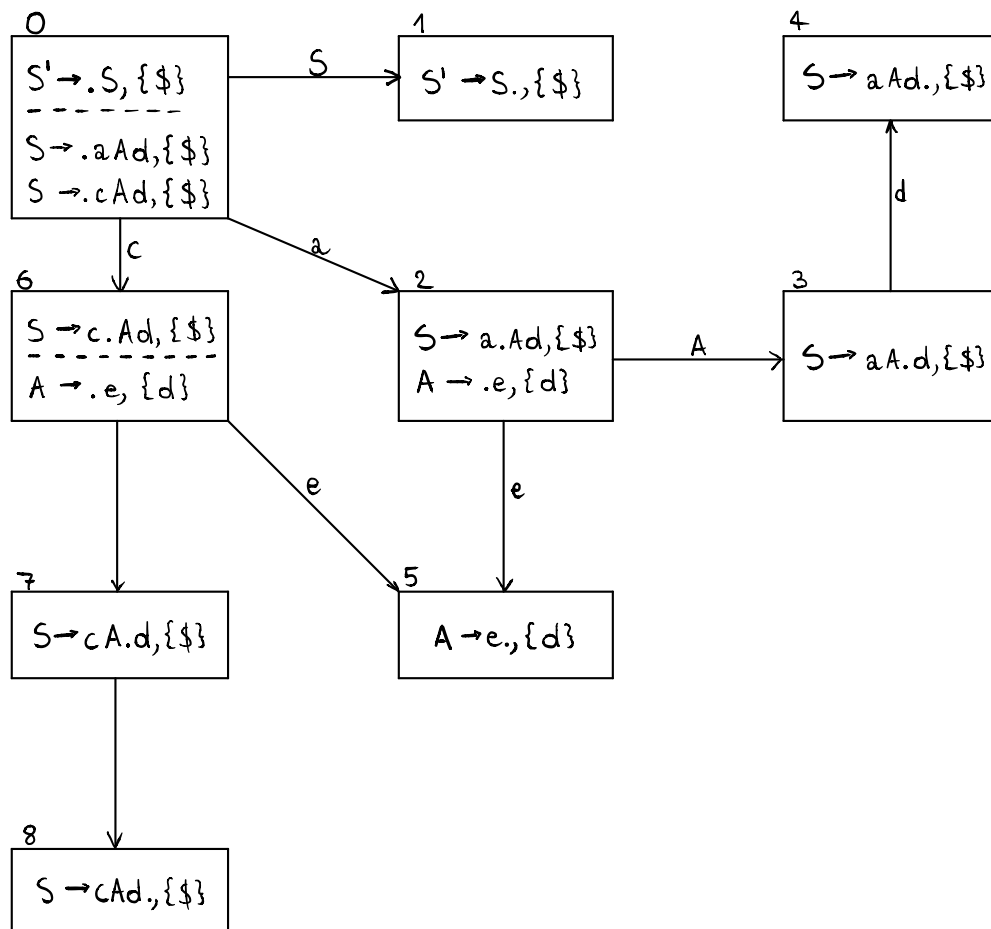 0
S' → .S, {$}
S → .aAd, {$}
S → .cAd, {$}
S
1
S' → S., {$}
4
S → aAd., {$}
c
a
d
6
S → c.Ad, {$}
A → .e, {d}
2
S → a.Ad, {$}
A → .e, {d}
A
3
S → aA.d, {$}
e
e
7
S → cA.d, {$}
5
A → e., {d}
8
S → cAd., {$}